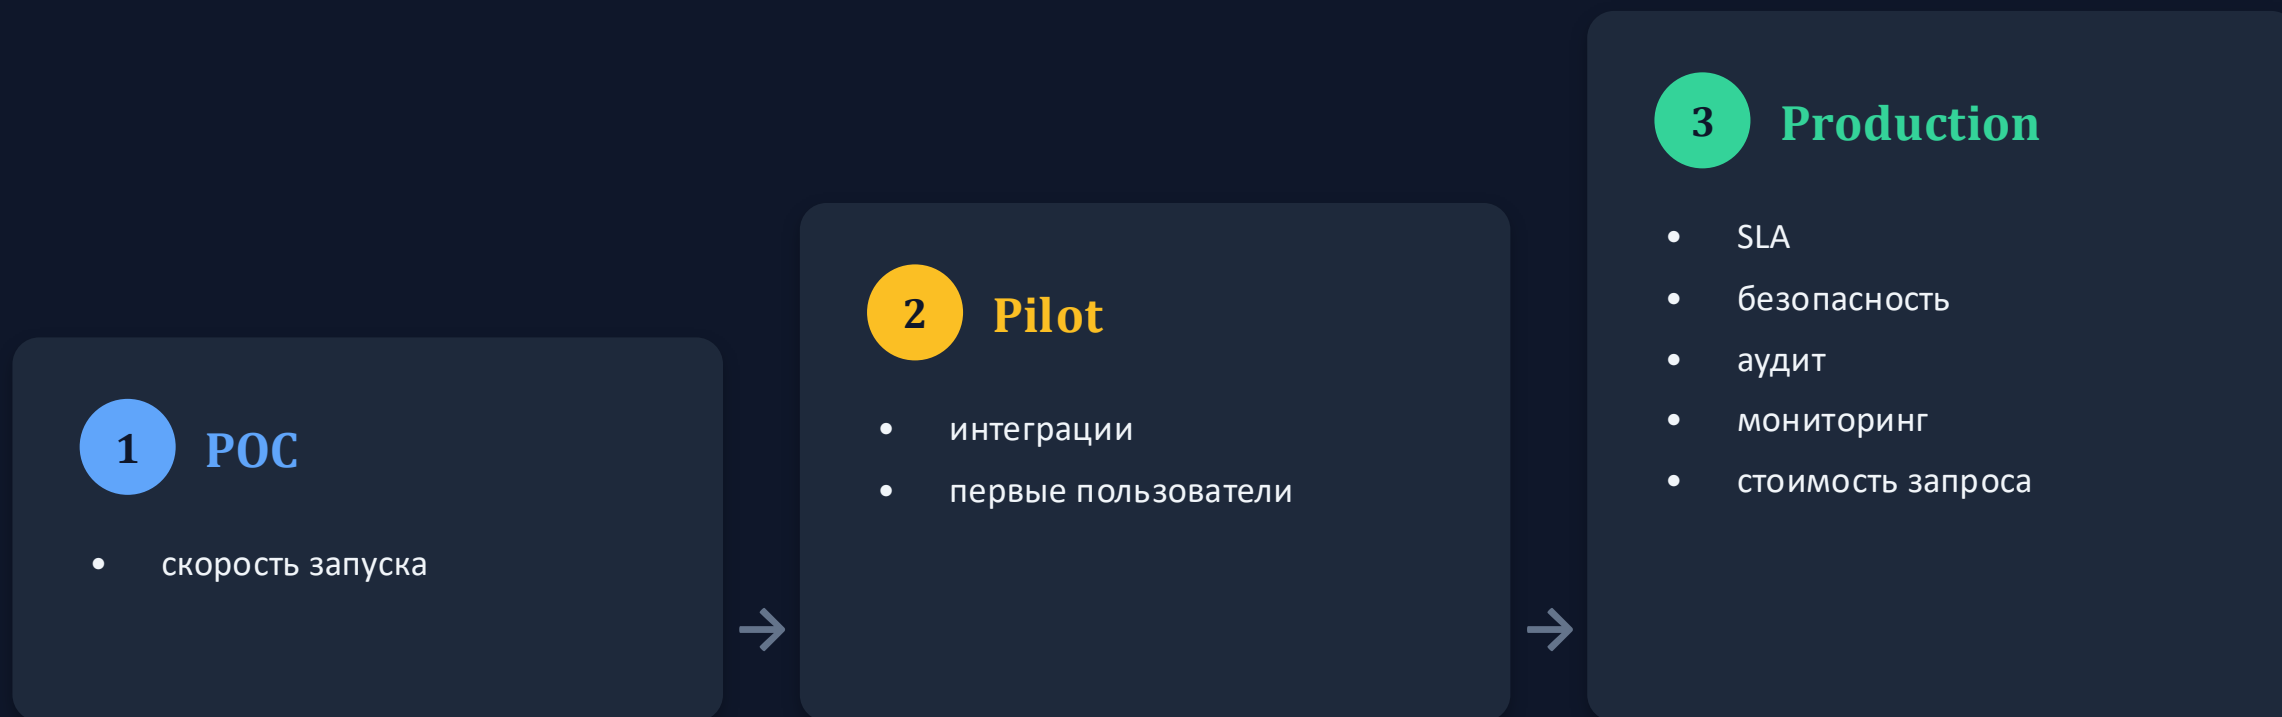 1
POC
• скорость запуска
2
Pilot
• интеграции
• первые пользователи
3
Production
• SLA
• безопасность
• аудит
• мониторинг
• стоимость запроса